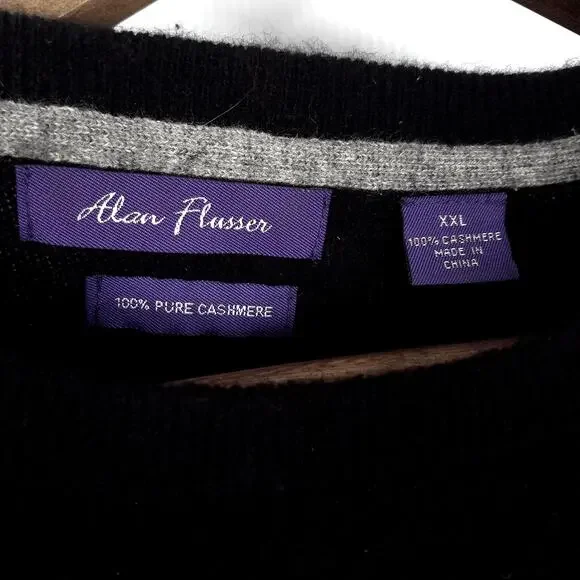 Alan Flusser
100% PURE CASHMERE
XXL
100% CASHMERE
MADE IN
CHINA